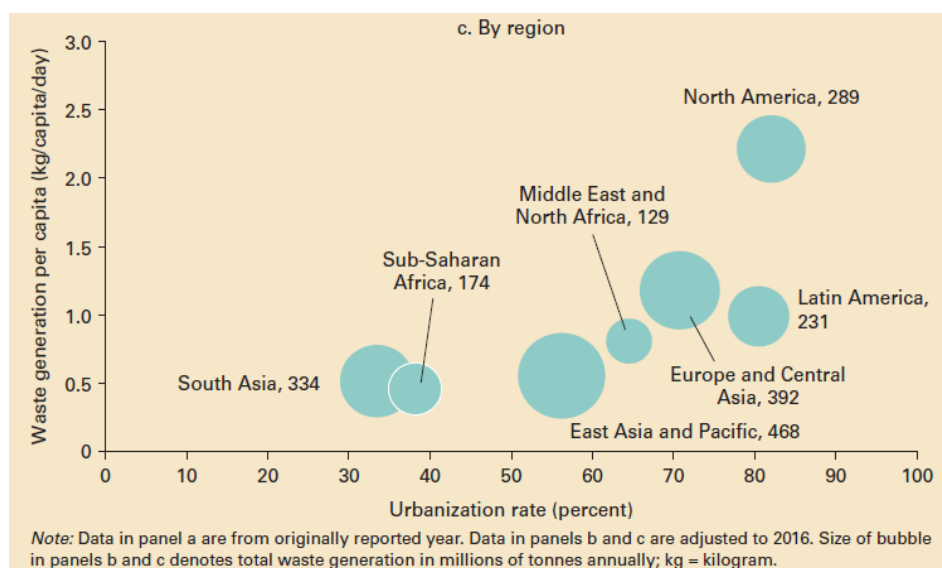 c. By region
Waste generation per capita (kg/capita/day)
3.0
2.5
2.0
1.5
1.0
0.5
0
North America, 289
Middle East and
North Africa, 129
Sub-Saharan
Africa, 174
Latin America,
231
South Asia, 334
Europe and Central
Asia, 392
East Asia and Pacific, 468
0 10 20 30 40 50 60 70 80 90 100
Urbanization rate (percent)
Note: Data in panel a are from originally reported year. Data in panels b and c are adjusted to 2016. Size of bubble
in panels b and c denotes total waste generation in millions of tonnes annually; kg = kilogram.